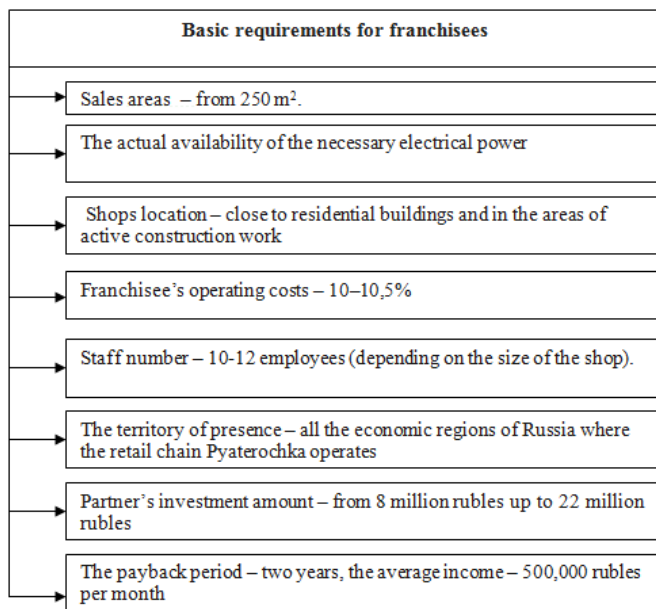 Basic requirements for franchisees
Sales areas – from 250 m².
The actual availability of the necessary electrical power
Shops location – close to residential buildings and in the areas of
active construction work
Franchisee's operating costs – 10–10,5%
Staff number – 10-12 employees (depending on the size of the shop).
The territory of presence – all the economic regions of Russia where
the retail chain Pyaterochka operates
Partner's investment amount – from 8 million rubles up to 22 million
rubles
The payback period – two years, the average income – 500,000 rubles
per month